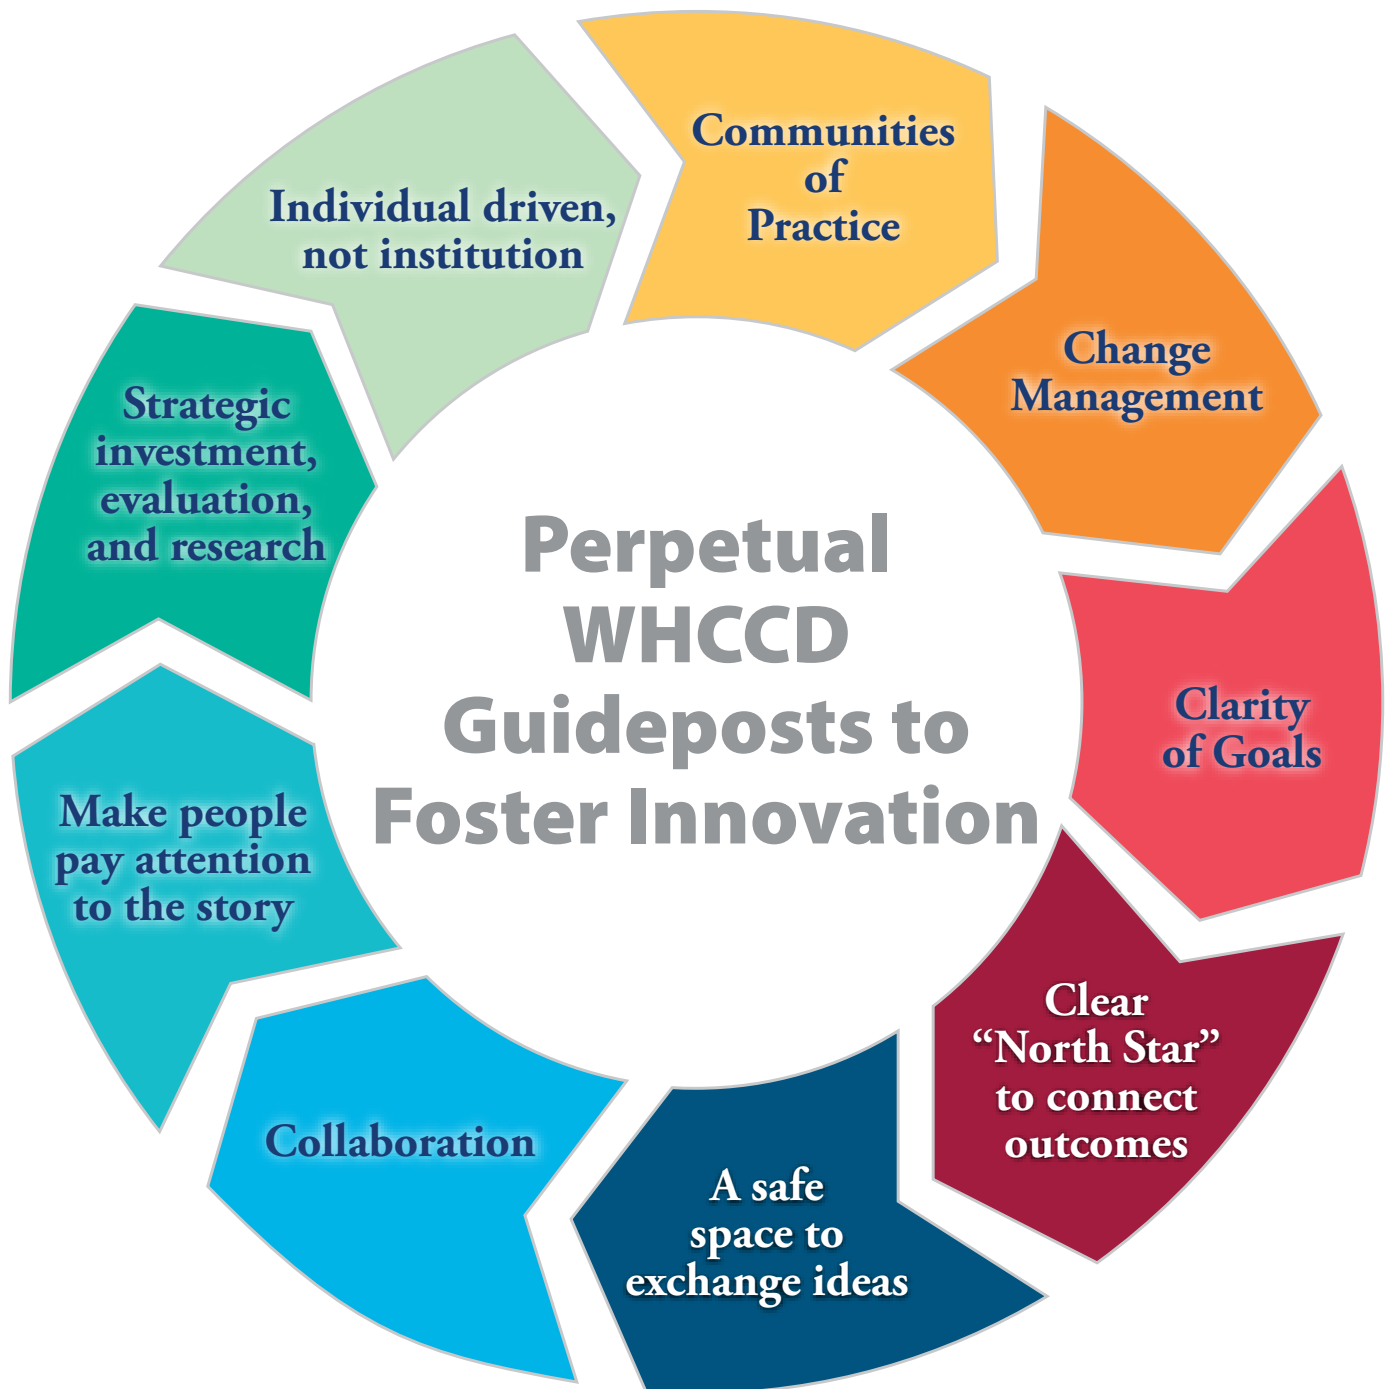 Communities
of
Practice
Change
Management
Clarity
of Goals
Clear
“North Star”
to connect
outcomes
A safe
space to
exchange ideas
Collaboration
Make people
pay attention
to the story
Strategic
investment,
evaluation,
and research
Individual driven,
not institution
Perpetual
WHCCD
Guideposts to
Foster Innovation